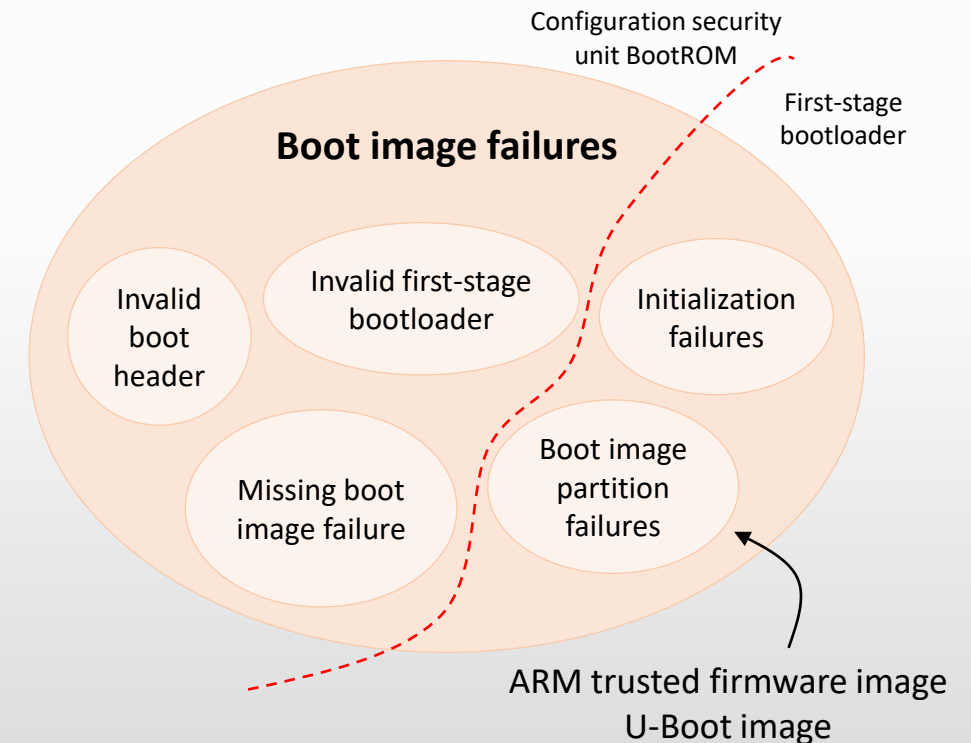 Configuration security
unit BootROM
First-stage
bootloader
Boot image failures
Invalid
boot
header
Invalid first-stage
bootloader
Initialization
failures
Missing boot
image failure
Boot image
partition
failures
ARM trusted firmware image
U-Boot image